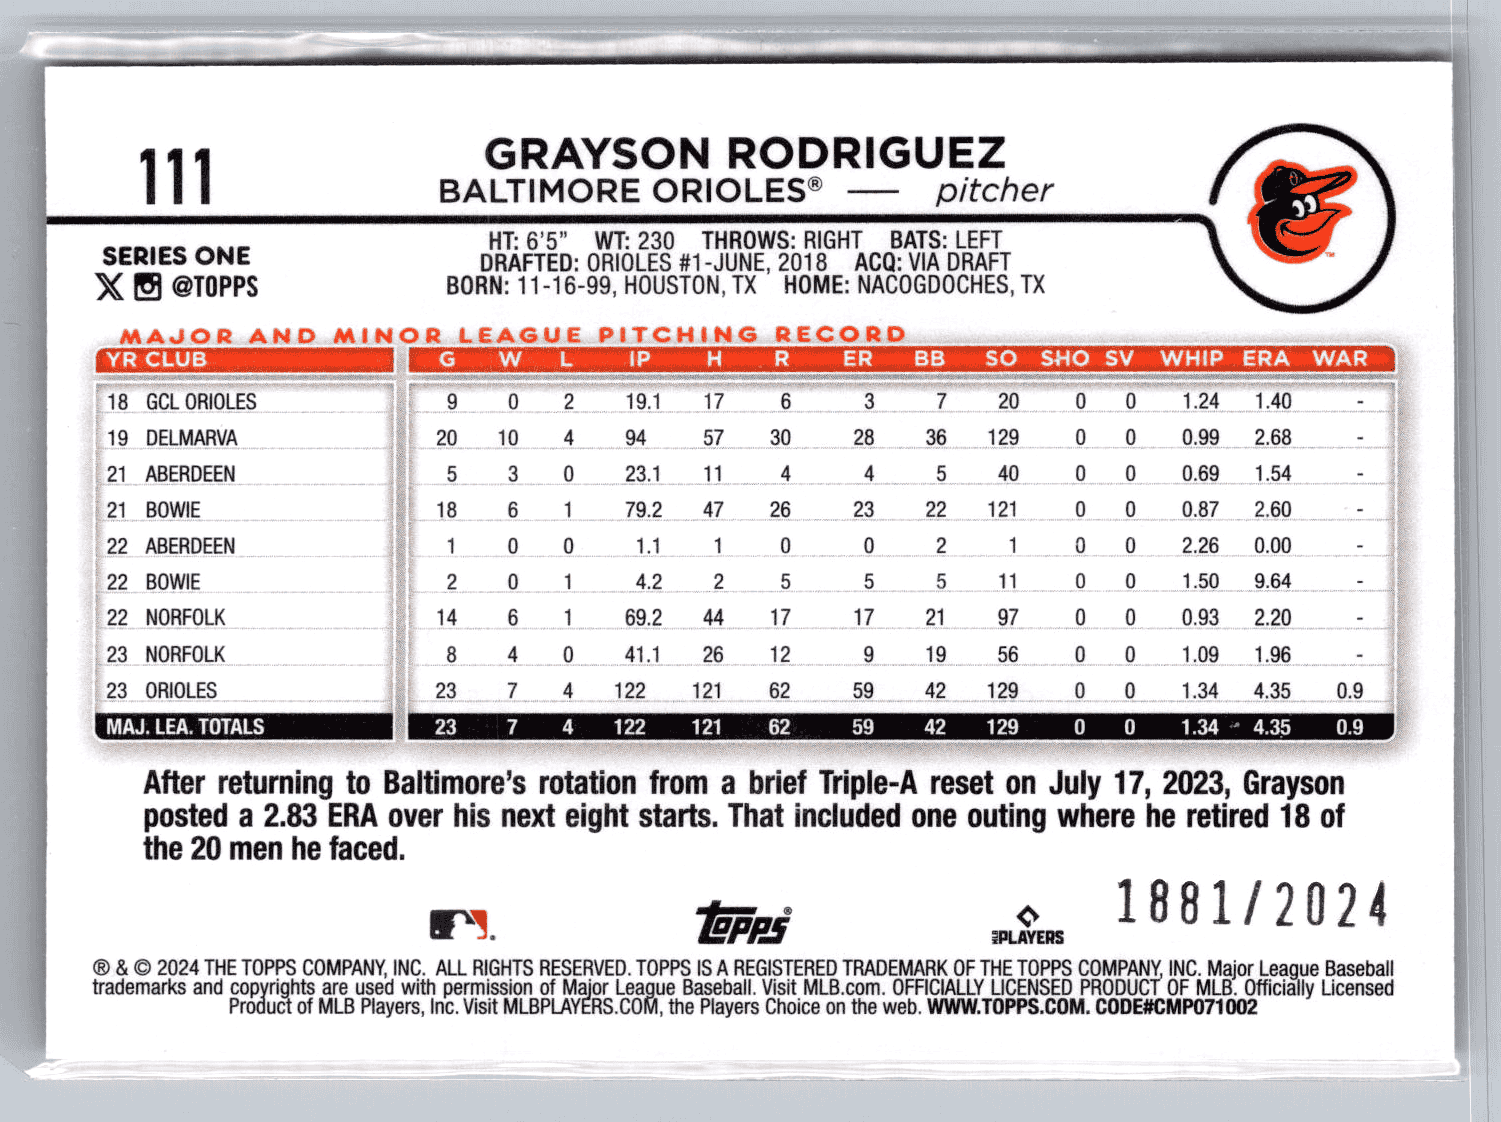 111
GRAYSON RODRIGUEZ
BALTIMORE ORIOLES® — pitcher
SERIES ONE
@TOPPS
HT: 6'5" WT: 230 THROWS: RIGHT BATS: LEFT
DRAFTED: ORIOLES #1-JUNE, 2018 ACQ: VIA DRAFT
BORN: 11-16-99, HOUSTON, TX HOME: NACOGDOCHES, TX
MAJOR AND MINOR LEAGUE PITCHING RECORD
YR CLUB G W L IP H R ER BB SO SHO SV WHIP ERA WAR
18 GCL ORIOLES 9 0 2 19.1 17 6 3 7 20 0 0 1.24 1.40 -
19 DELMARVA 20 10 4 94 57 30 28 36 129 0 0 0.99 2.68 -
21 ABERDEEN 5 3 0 23.1 11 4 4 5 40 0 0 0.69 1.54 -
21 BOWIE 18 6 1 79.2 47 26 23 22 121 0 0 0.87 2.60 -
22 ABERDEEN 1 0 0 1.1 1 0 0 2 1 0 0 2.26 0.00 -
22 BOWIE 2 0 1 4.2 2 5 5 5 11 0 0 1.50 9.64 -
22 NORFOLK 14 6 1 69.2 44 17 17 21 97 0 0 0.93 2.20 -
23 NORFOLK 8 4 0 41.1 26 12 9 19 56 0 0 1.09 1.96 -
23 ORIOLES 23 7 4 122 121 62 59 42 129 0 0 1.34 4.35 0.9
MAJ. LEA. TOTALS 23 7 4 122 121 62 59 42 129 0 0 1.34 4.35 0.9
After returning to Baltimore's rotation from a brief Triple-A reset on July 17, 2023, Grayson
posted a 2.83 ERA over his next eight starts. That included one outing where he retired 18 of
the 20 men he faced.
1881/2024
Topps®
MLB PLAYERS
® & © 2024 THE TOPPS COMPANY, INC. ALL RIGHTS RESERVED. TOPPS IS A REGISTERED TRADEMARK OF THE TOPPS COMPANY, INC. Major League Baseball
trademarks and copyrights are used with permission of Major League Baseball. Visit MLB.com. OFFICIALLY LICENSED PRODUCT OF MLB. Officially Licensed
Product of MLB Players, Inc. Visit MLBPLAYERS.COM, the Players Choice on the web. WWW.TOPPS.COM. CODE#CMP071002